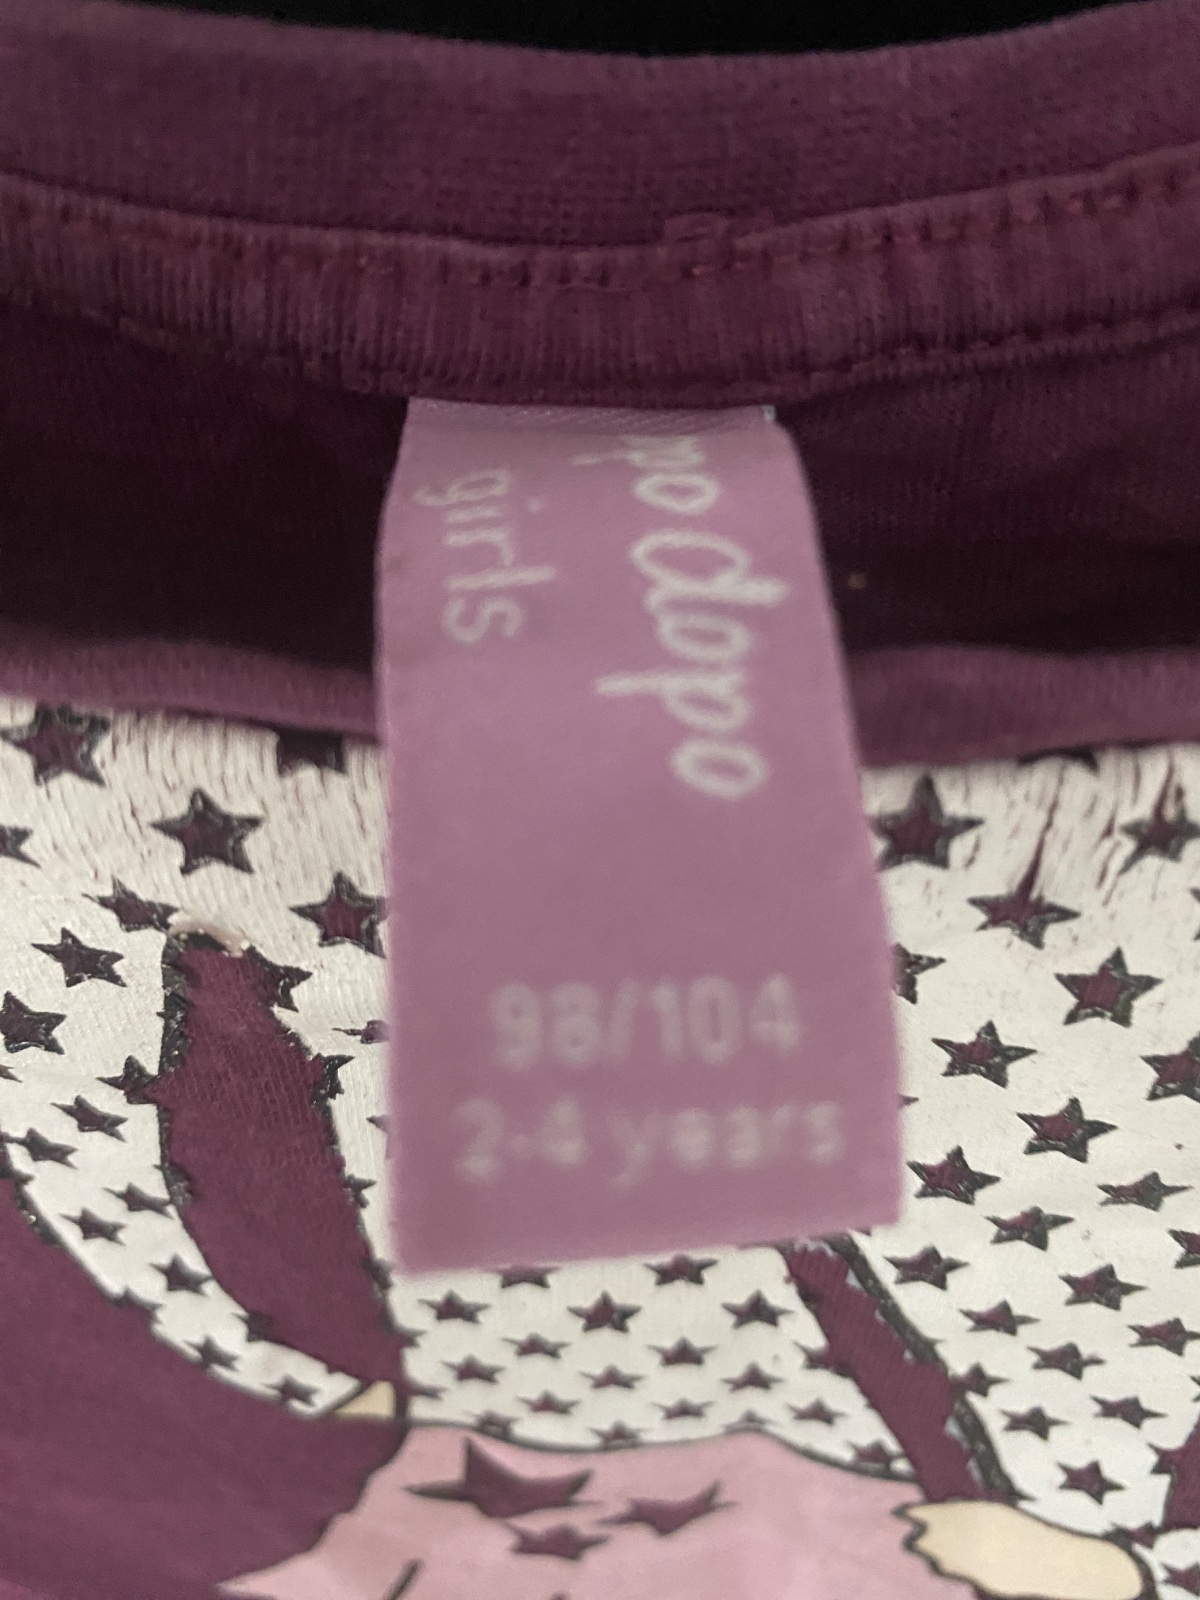 po dopo
girls
98/104
2-4 years